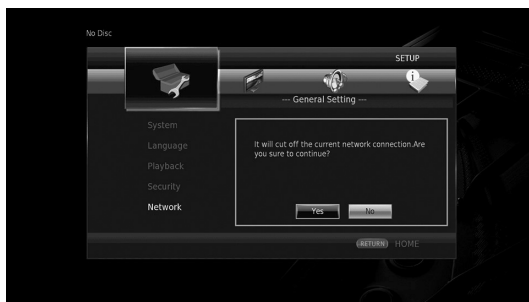 No Disc
SETUP
--- General Setting ---
System
Language
Playback
Security
Network
It will cut off the current network connection.Are
you sure to continue?
Yes No
RETURN HOME